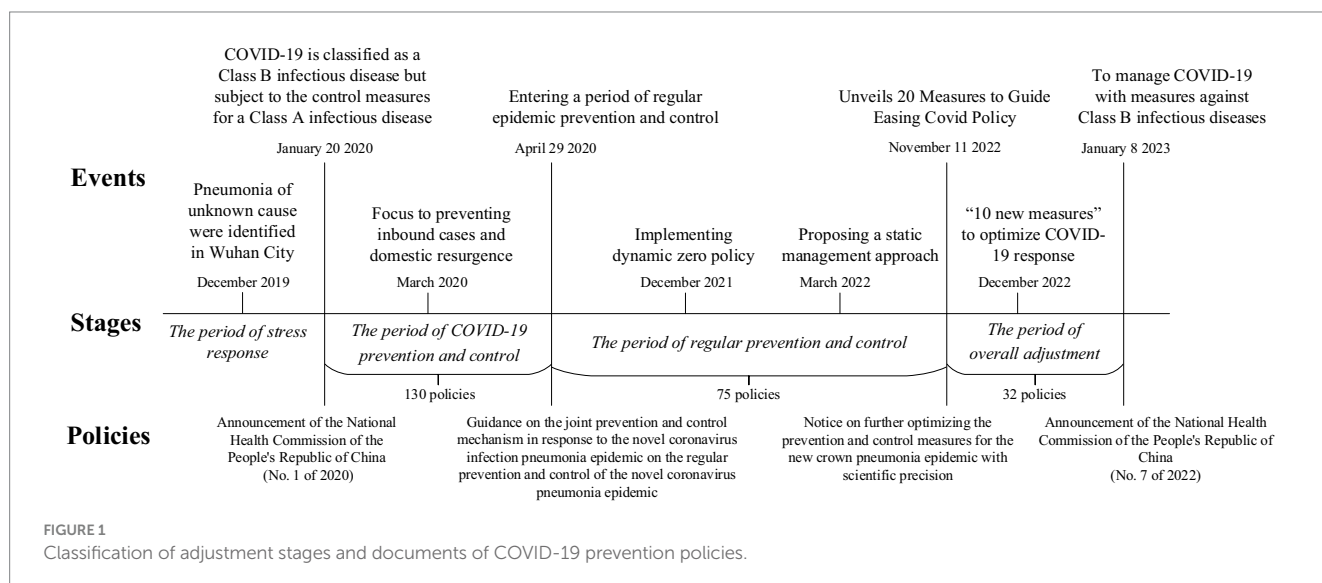 COVID-19 is classified as a
Class B infectious disease but
subject to the control measures
for a Class A infectious disease
January 20 2020
Entering a period of regular
epidemic prevention and control
April 29 2020
Unveils 20 Measures to Guide
Easing Covid Policy
November 11 2022
To manage COVID-19
with measures against
Class B infectious diseases
January 8 2023
Events
Pneumonia of
unknown cause
were identified
in Wuhan City
December 2019
Focus to preventing
inbound cases and
domestic resurgence
March 2020
Implementing
dynamic zero policy
December 2021
Proposing a static
management approach
March 2022
“10 new measures”
to optimize COVID-
19 response
December 2022
Stages
The period of stress
response
The period of COVID-19
prevention and control
The period of regular prevention and control
The period of
overall adjustment
130 policies
75 policies
32 policies
Policies
Announcement of the National
Health Commission of the
People's Republic of China
(No. 1 of 2020)
Guidance on the joint prevention and control
mechanism in response to the novel coronavirus
infection pneumonia epidemic on the regular
prevention and control of the novel coronavirus
pneumonia epidemic
Notice on further optimizing the
prevention and control measures for the
new crown pneumonia epidemic with
scientific precision
Announcement of the National Health
Commission of the People's Republic of
China
(No. 7 of 2022)
FIGURE 1
Classification of adjustment stages and documents of COVID-19 prevention policies.